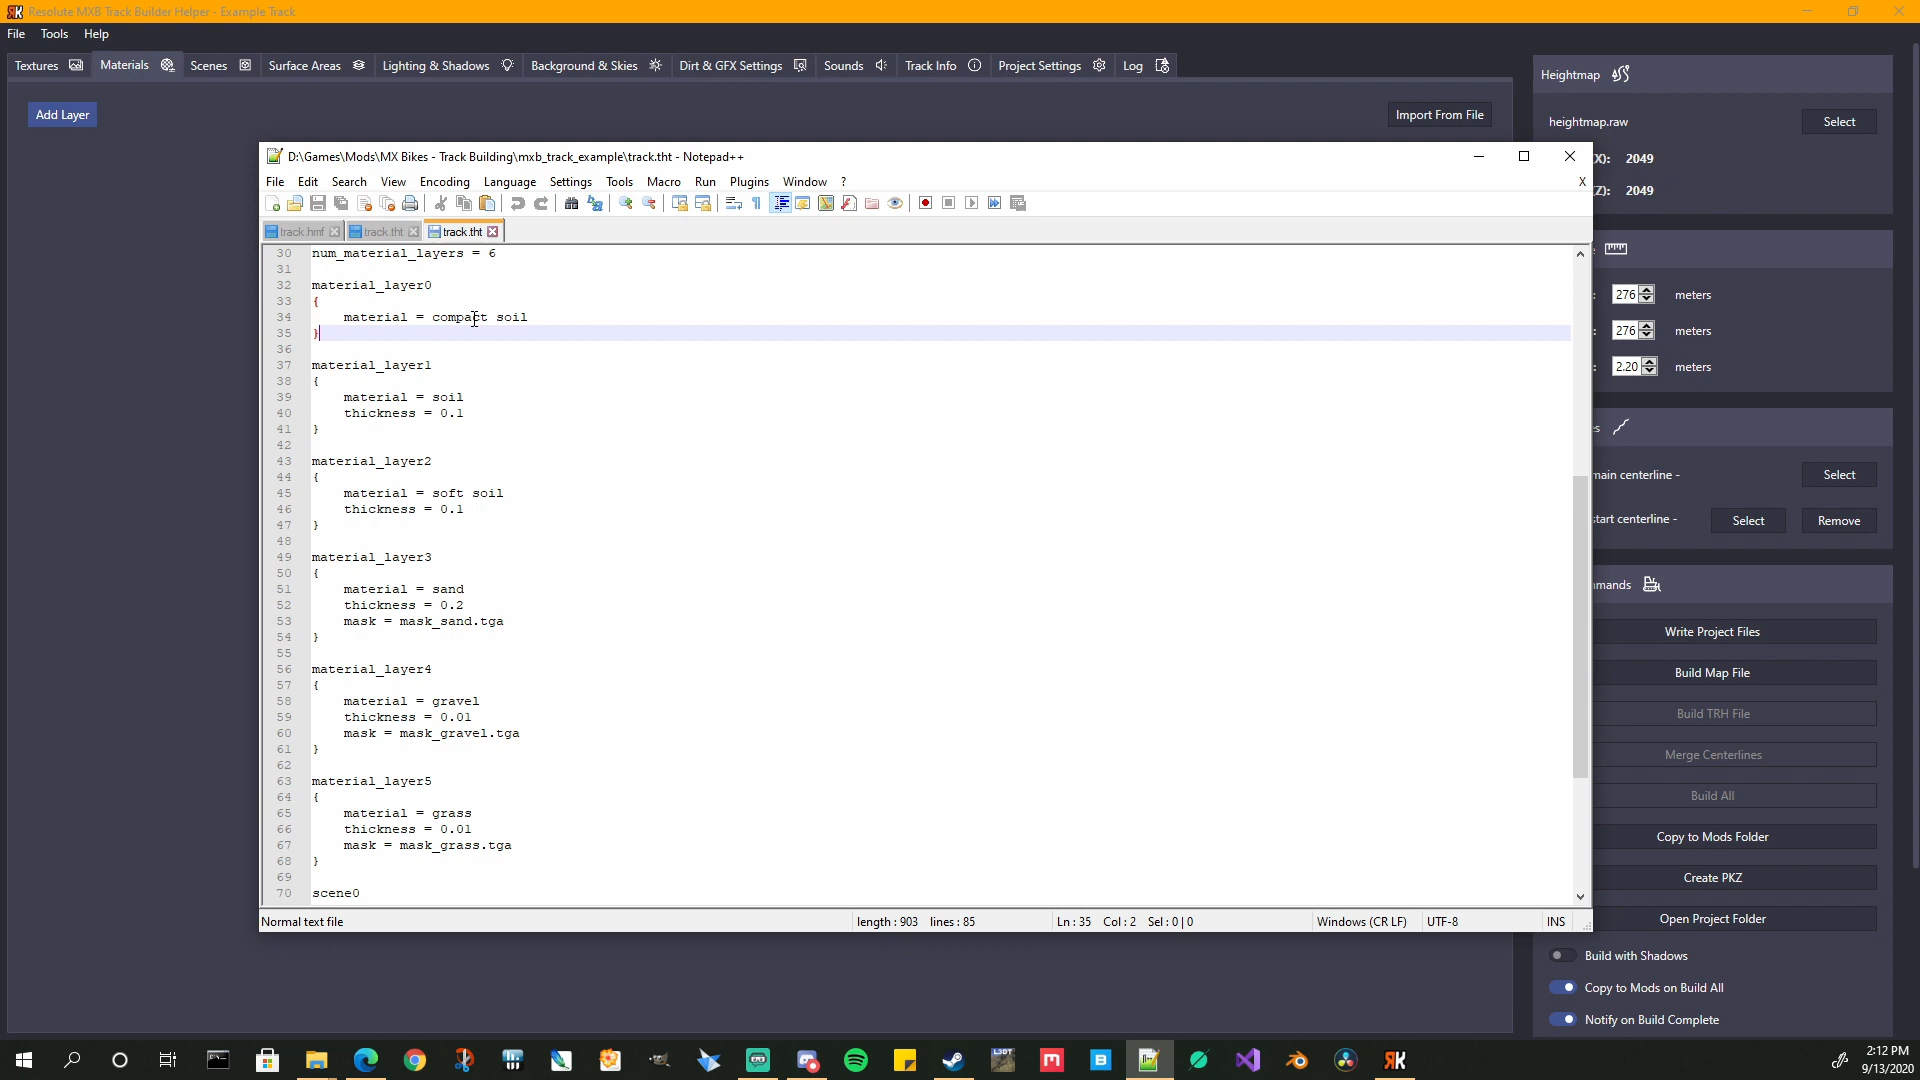 Resolute MXB Track Builder Helper - Example Track
File Tools Help
Textures Materials Scenes Surface Areas Lighting & Shadows Background & Skies Dirt & GFX Settings Sounds Track Info Project Settings Log
Add Layer
Import From File
D:\Games\Mods\MX Bikes - Track Building\mxb_track_example\track.tht - Notepad++
File Edit Search View Encoding Language Settings Tools Macro Run Plugins Window ? X
track.hmf track.tht track.tht
30 num_material_layers = 6
31
32 material_layer0
33 {
34 material = compact soil
35 }
36
37 material_layer1
38 {
39 material = soil
40 thickness = 0.1
41 }
42
43 material_layer2
44 {
45 material = soft soil
46 thickness = 0.1
47 }
48
49 material_layer3
50 {
51 material = sand
52 thickness = 0.2
53 mask = mask_sand.tga
54 }
55
56 material_layer4
57 {
58 material = gravel
59 thickness = 0.01
60 mask = mask_gravel.tga
61 }
62
63 material_layer5
64 {
65 material = grass
66 thickness = 0.01
67 mask = mask_grass.tga
68 }
69
70 scene0
Normal text file length : 903 lines : 85 Ln : 35 Col : 2 Sel : 0 | 0 Windows (CR LF) UTF-8 INS
Heightmap
heightmap.raw Select
X): 2049
Z): 2049
: 276 meters
: 276 meters
: 2.20 meters
s
main centerline - Select
start centerline - Select Remove
mands
Write Project Files
Build Map File
Build TRH File
Merge Centerlines
Build All
Copy to Mods Folder
Create PKZ
Open Project Folder
Build with Shadows
Copy to Mods on Build All
Notify on Build Complete
L3DT
2:12 PM
9/13/2020